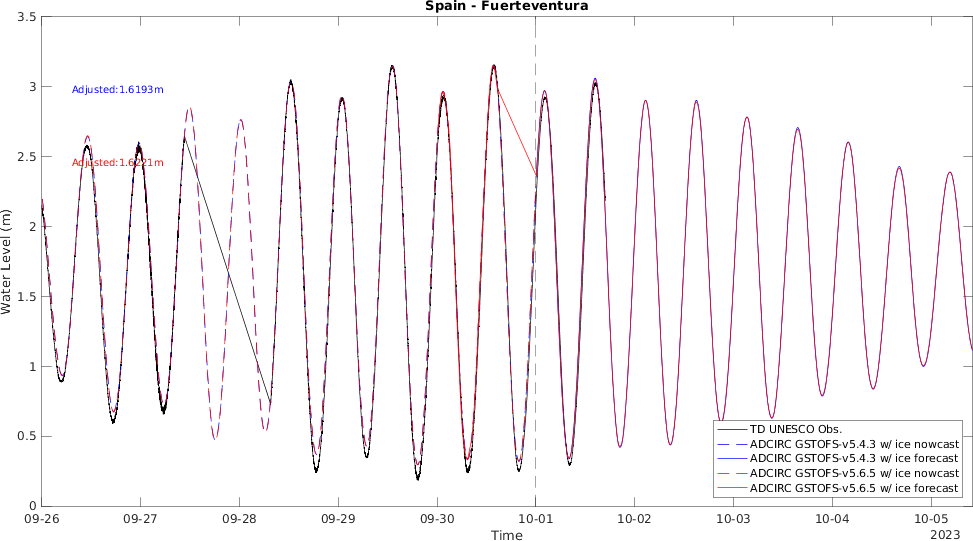 Spain - Fuerteventura
3.5
3
2.5
2
1.5
1
0.5
0
Water Level (m)
Adjusted:1.6193m
Adjusted:1.6221m
TD UNESCO Obs.
ADCIRC GSTOFS-v5.4.3 w/ ice nowcast
ADCIRC GSTOFS-v5.4.3 w/ ice forecast
ADCIRC GSTOFS-v5.6.5 w/ ice nowcast
ADCIRC GSTOFS-v5.6.5 w/ ice forecast
09-26 09-27 09-28 09-29 09-30 10-01 10-02 10-03 10-04 10-05
Time
2023